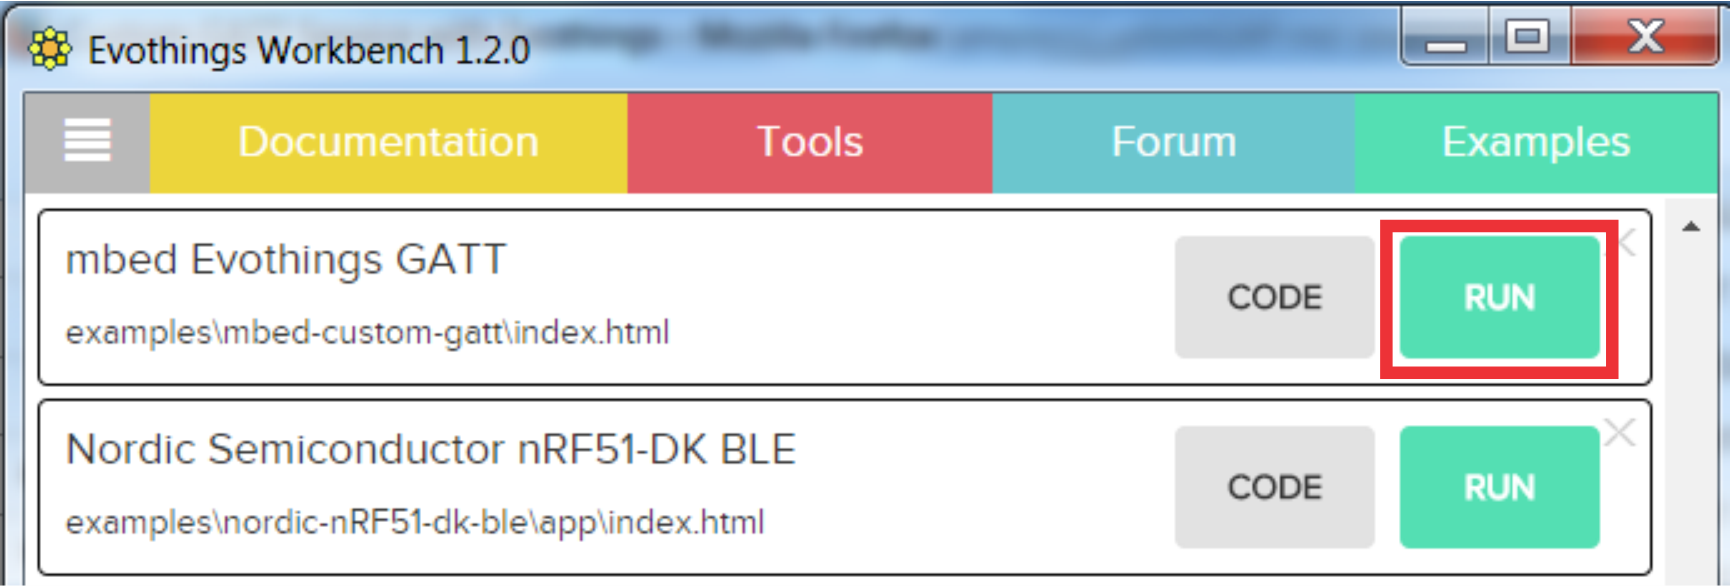 Evothings Workbench 1.2.0
Documentation Tools Forum Examples
mbed Evothings GATT
examples\mbed-custom-gatt\index.html
CODE RUN
Nordic Semiconductor nRF51-DK BLE
examples\nordic-nRF51-dk-ble\app\index.html
CODE RUN